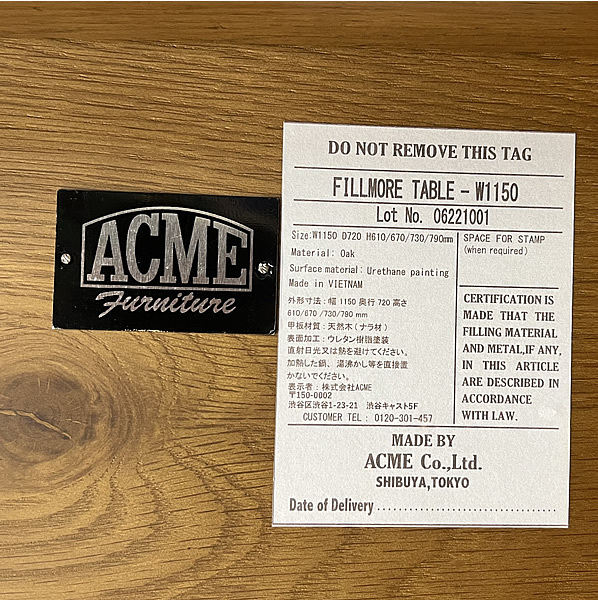 ACME
Furniture
DO NOT REMOVE THIS TAG
FILLMORE TABLE - W1150
Lot No. 06221001
Size:W1150 D720 H610/670/730/790mm
Material: Oak
Surface material: Urethane painting
Made in VIETNAM
外形寸法:幅 1150 奥行 720 高さ
610/670 /730/790 mm
甲板材質:天然木(ナラ材)
表面加工:ウレタン樹脂塗装
直射日光又は熱を避けてください。
加熱した鍋、湯沸かし等を直接置
かないでください。
表示者:株式会社ACME
〒150-0002
渋谷区渋谷1-23-21 渋谷キャスト5F
CUSTOMER TEL: 0120-301-457
SPACE FOR STAMP
(when required)
CERTIFICATION IS
MADE THAT THE
FILLING MATERIAL
AND METAL,IF ANY,
IN THIS ARTICLE
ARE DESCRIBED IN
ACCORDANCE
WITH LAW.
MADE BY
ACME Co.,Ltd.
SHIBUYA,TOKYO
Date of Delivery